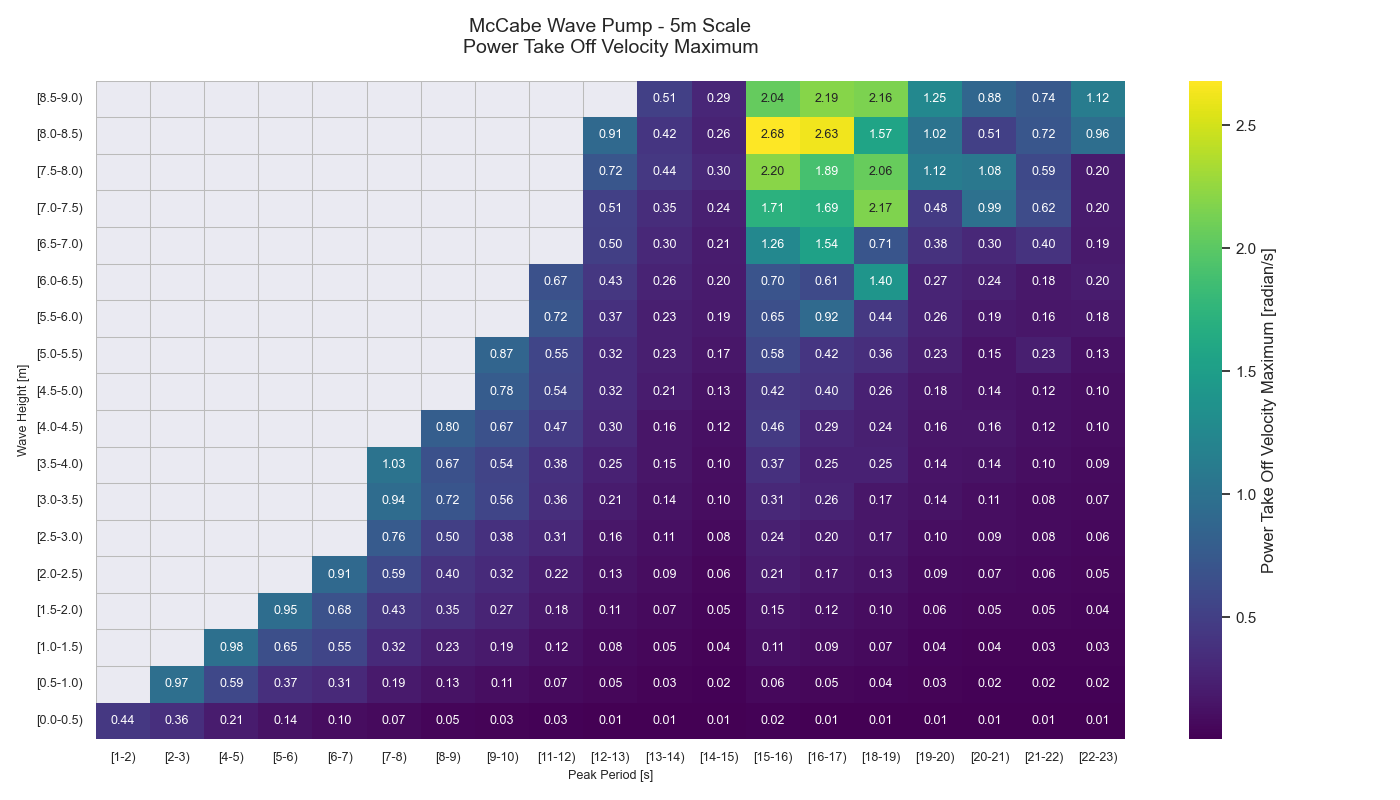 McCabe Wave Pump - 5m Scale
Power Take Off Velocity Maximum
[8.5-9.0) 0.51 0.29 2.04 2.19 2.16 1.25 0.88 0.74 1.12
[8.0-8.5) 0.91 0.42 0.26 2.68 2.63 1.57 1.02 0.51 0.72 0.96
[7.5-8.0) 0.72 0.44 0.30 2.20 1.89 2.06 1.12 1.08 0.59 0.20
[7.0-7.5) 0.51 0.35 0.24 1.71 1.69 2.17 0.48 0.99 0.62 0.20
[6.5-7.0) 0.50 0.30 0.21 1.26 1.54 0.71 0.38 0.30 0.40 0.19
[6.0-6.5) 0.67 0.43 0.26 0.20 0.70 0.61 1.40 0.27 0.24 0.18 0.20
[5.5-6.0) 0.72 0.37 0.23 0.19 0.65 0.92 0.44 0.26 0.19 0.16 0.18
[5.0-5.5) 0.87 0.55 0.32 0.23 0.17 0.58 0.42 0.36 0.23 0.15 0.23 0.13
[4.5-5.0) 0.78 0.54 0.32 0.21 0.13 0.42 0.40 0.26 0.18 0.14 0.12 0.10
[4.0-4.5) 0.80 0.67 0.47 0.30 0.16 0.12 0.46 0.29 0.24 0.16 0.16 0.12 0.10
[3.5-4.0) 1.03 0.67 0.54 0.38 0.25 0.15 0.10 0.37 0.25 0.25 0.14 0.14 0.10 0.09
[3.0-3.5) 0.94 0.72 0.56 0.36 0.21 0.14 0.10 0.31 0.26 0.17 0.14 0.11 0.08 0.07
[2.5-3.0) 0.76 0.50 0.38 0.31 0.16 0.11 0.08 0.24 0.20 0.17 0.10 0.09 0.08 0.06
[2.0-2.5) 0.91 0.59 0.40 0.32 0.22 0.13 0.09 0.06 0.21 0.17 0.13 0.09 0.07 0.06 0.05
[1.5-2.0) 0.95 0.68 0.43 0.35 0.27 0.18 0.11 0.07 0.05 0.15 0.12 0.10 0.06 0.05 0.05 0.04
[1.0-1.5) 0.98 0.65 0.55 0.32 0.23 0.19 0.12 0.08 0.05 0.04 0.11 0.09 0.07 0.04 0.04 0.03 0.03
[0.5-1.0) 0.97 0.59 0.37 0.31 0.19 0.13 0.11 0.07 0.05 0.03 0.02 0.06 0.05 0.04 0.03 0.02 0.02 0.02
[0.0-0.5) 0.44 0.36 0.21 0.14 0.10 0.07 0.05 0.03 0.03 0.01 0.01 0.01 0.02 0.01 0.01 0.01 0.01 0.01 0.01
[1-2) [2-3) [4-5) [5-6) [6-7) [7-8) [8-9) [9-10) [11-12) [12-13) [13-14) [14-15) [15-16) [16-17) [18-19) [19-20) [20-21) [21-22) [22-23)
Peak Period [s]
Wave Height [m]
2.5
2.0
1.5
1.0
0.5
Power Take Off Velocity Maximum [radian/s]